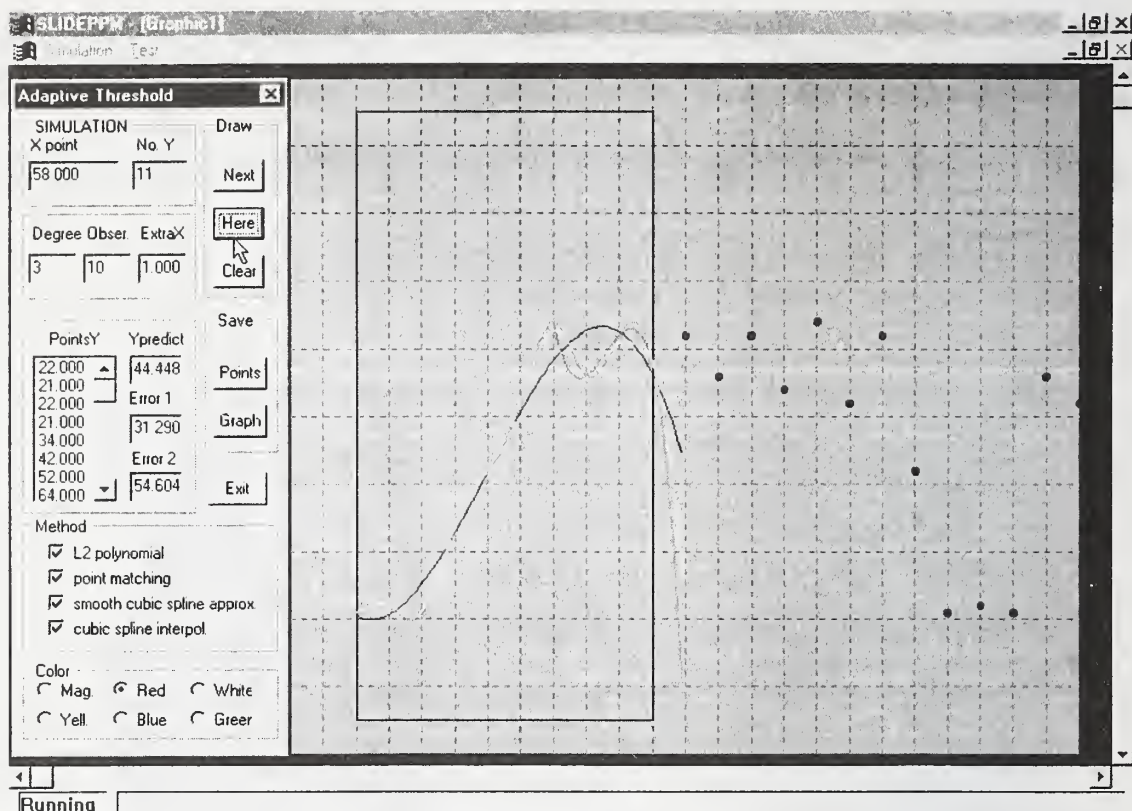 SLIDEPPM - [Graphic1]
Simulation Test
Adaptive Threshold
SIMULATION
X point No. Y
58.000 11
Degree Obser. ExtraX
3 10 1.000
PointsY Ypredict
22.000
21.000
22.000
21.000
34.000
42.000
52.000
64.000
44.448
Error 1
31.290
Error 2
54.604
Draw
Next
Here
Clear
Save
Points
Graph
Exit
Method
L2 polynomial
point matching
smooth cubic spline approx.
cubic spline interpol.
Color
Mag. Red White
Yell. Blue Greer
Running